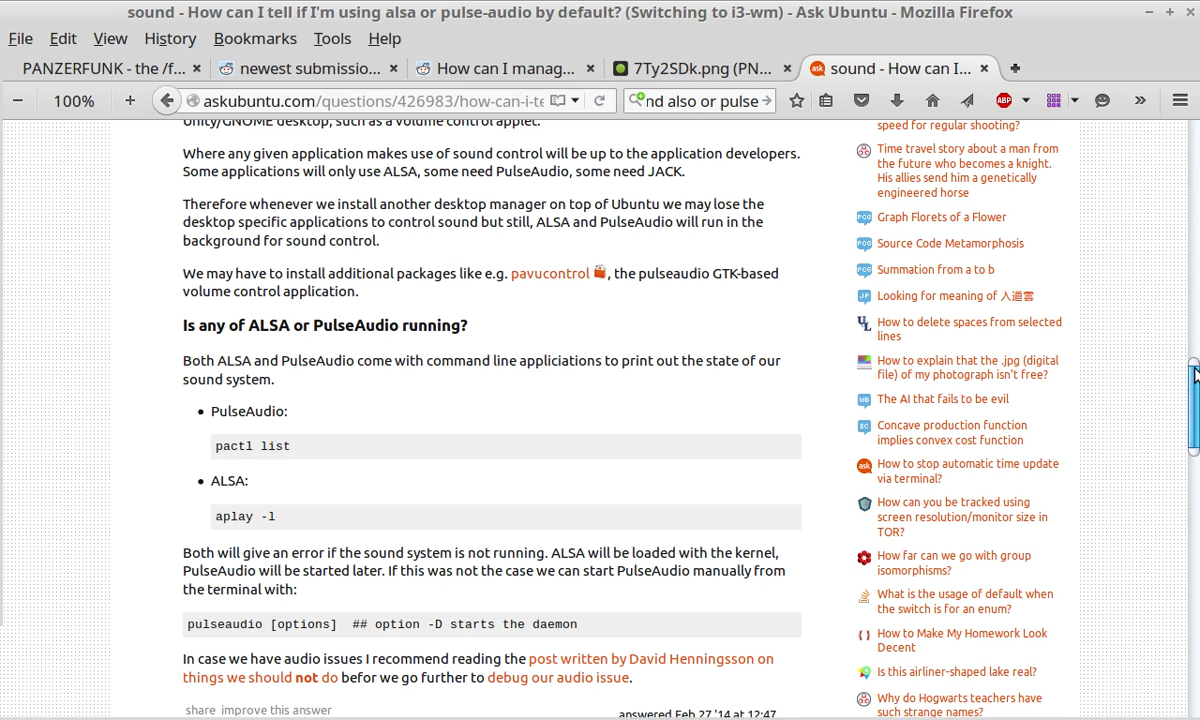 sound - How can I tell if I'm using alsa or pulse-audio by default? (Switching to i3-wm) - Ask Ubuntu - Mozilla Firefox
File Edit View History Bookmarks Tools Help
PANZERFUNK - the /f... newest submissio... How can I manag... 7Ty2SDk.png (PN... sound - How can I...
100% askubuntu.com/questions/426983/how-can-i-te nd also or pulse ABP
Unity/GNOME desktop, such as a volume control applet.
Where any given application makes use of sound control will be up to the application developers.
Some applications will only use ALSA, some need PulseAudio, some need JACK.
Therefore whenever we install another desktop manager on top of Ubuntu we may lose the
desktop specific applications to control sound but still, ALSA and PulseAudio will run in the
background for sound control.
We may have to install additional packages like e.g. pavucontrol , the pulseaudio GTK-based
volume control application.
Is any of ALSA or PulseAudio running?
Both ALSA and PulseAudio come with command line appliciations to print out the state of our
sound system.
PulseAudio:
pactl list
ALSA:
aplay -l
Both will give an error if the sound system is not running. ALSA will be loaded with the kernel,
PulseAudio will be started later. If this was not the case we can start PulseAudio manually from
the terminal with:
pulseaudio [options]  ## option -D starts the daemon
In case we have audio issues I recommend reading the post written by David Henningsson on
things we should not do befor we go further to debug our audio issue.
share improve this answer
answered Feb 27 '14 at 12:47
speed for regular shooting?
Time travel story about a man from
the future who becomes a knight.
His allies send him a genetically
engineered horse
PCG Graph Florets of a Flower
PCG Source Code Metamorphosis
PCG Summation from a to b
JP Looking for meaning of 入道雲
UL How to delete spaces from selected
lines
How to explain that the .jpg (digital
file) of my photograph isn't free?
WB The AI that fails to be evil
EC Concave production function
implies convex cost function
ask How to stop automatic time update
via terminal?
How can you be tracked using
screen resolution/monitor size in
TOR?
How far can we go with group
isomorphisms?
What is the usage of default when
the switch is for an enum?
How to Make My Homework Look
Decent
Is this airliner-shaped lake real?
Why do Hogwarts teachers have
such strange names?